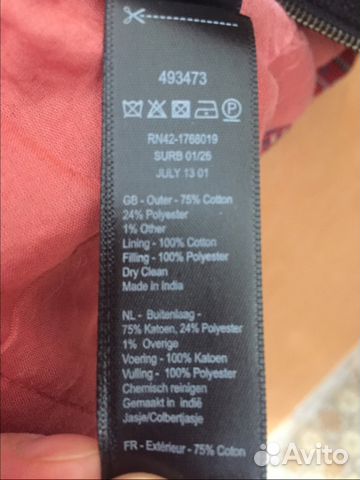 493473
RN42-1766019
SURB 01/25
JULY 13 01
GB - Outer - 75% Cotton
24% Polyester
1% Other
Lining - 100% Cotton
Filling - 100% Polyester
Dry Clean
Made in India
NL - Buitenlaag -
75% Katoen, 24% Polyester
1% Overige
Voering - 100% Katoen
Vulling - 100% Polyester
Chemisch reinigen
Gemaakt in indië
Jasje/Colbertjasje
FR - Extérieur - 75% Coton
Avito